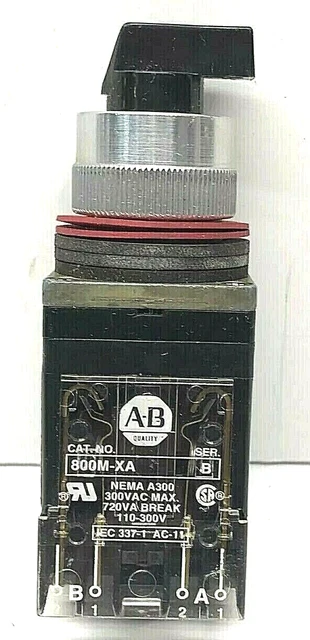 A-B
QUALITY
CAT. NO.
SER.
800M-XA
B
NEMA A300
300VAC MAX.
720VA BREAK
110-300V
IEC 337-1 AC-11
B
A
1
2
1